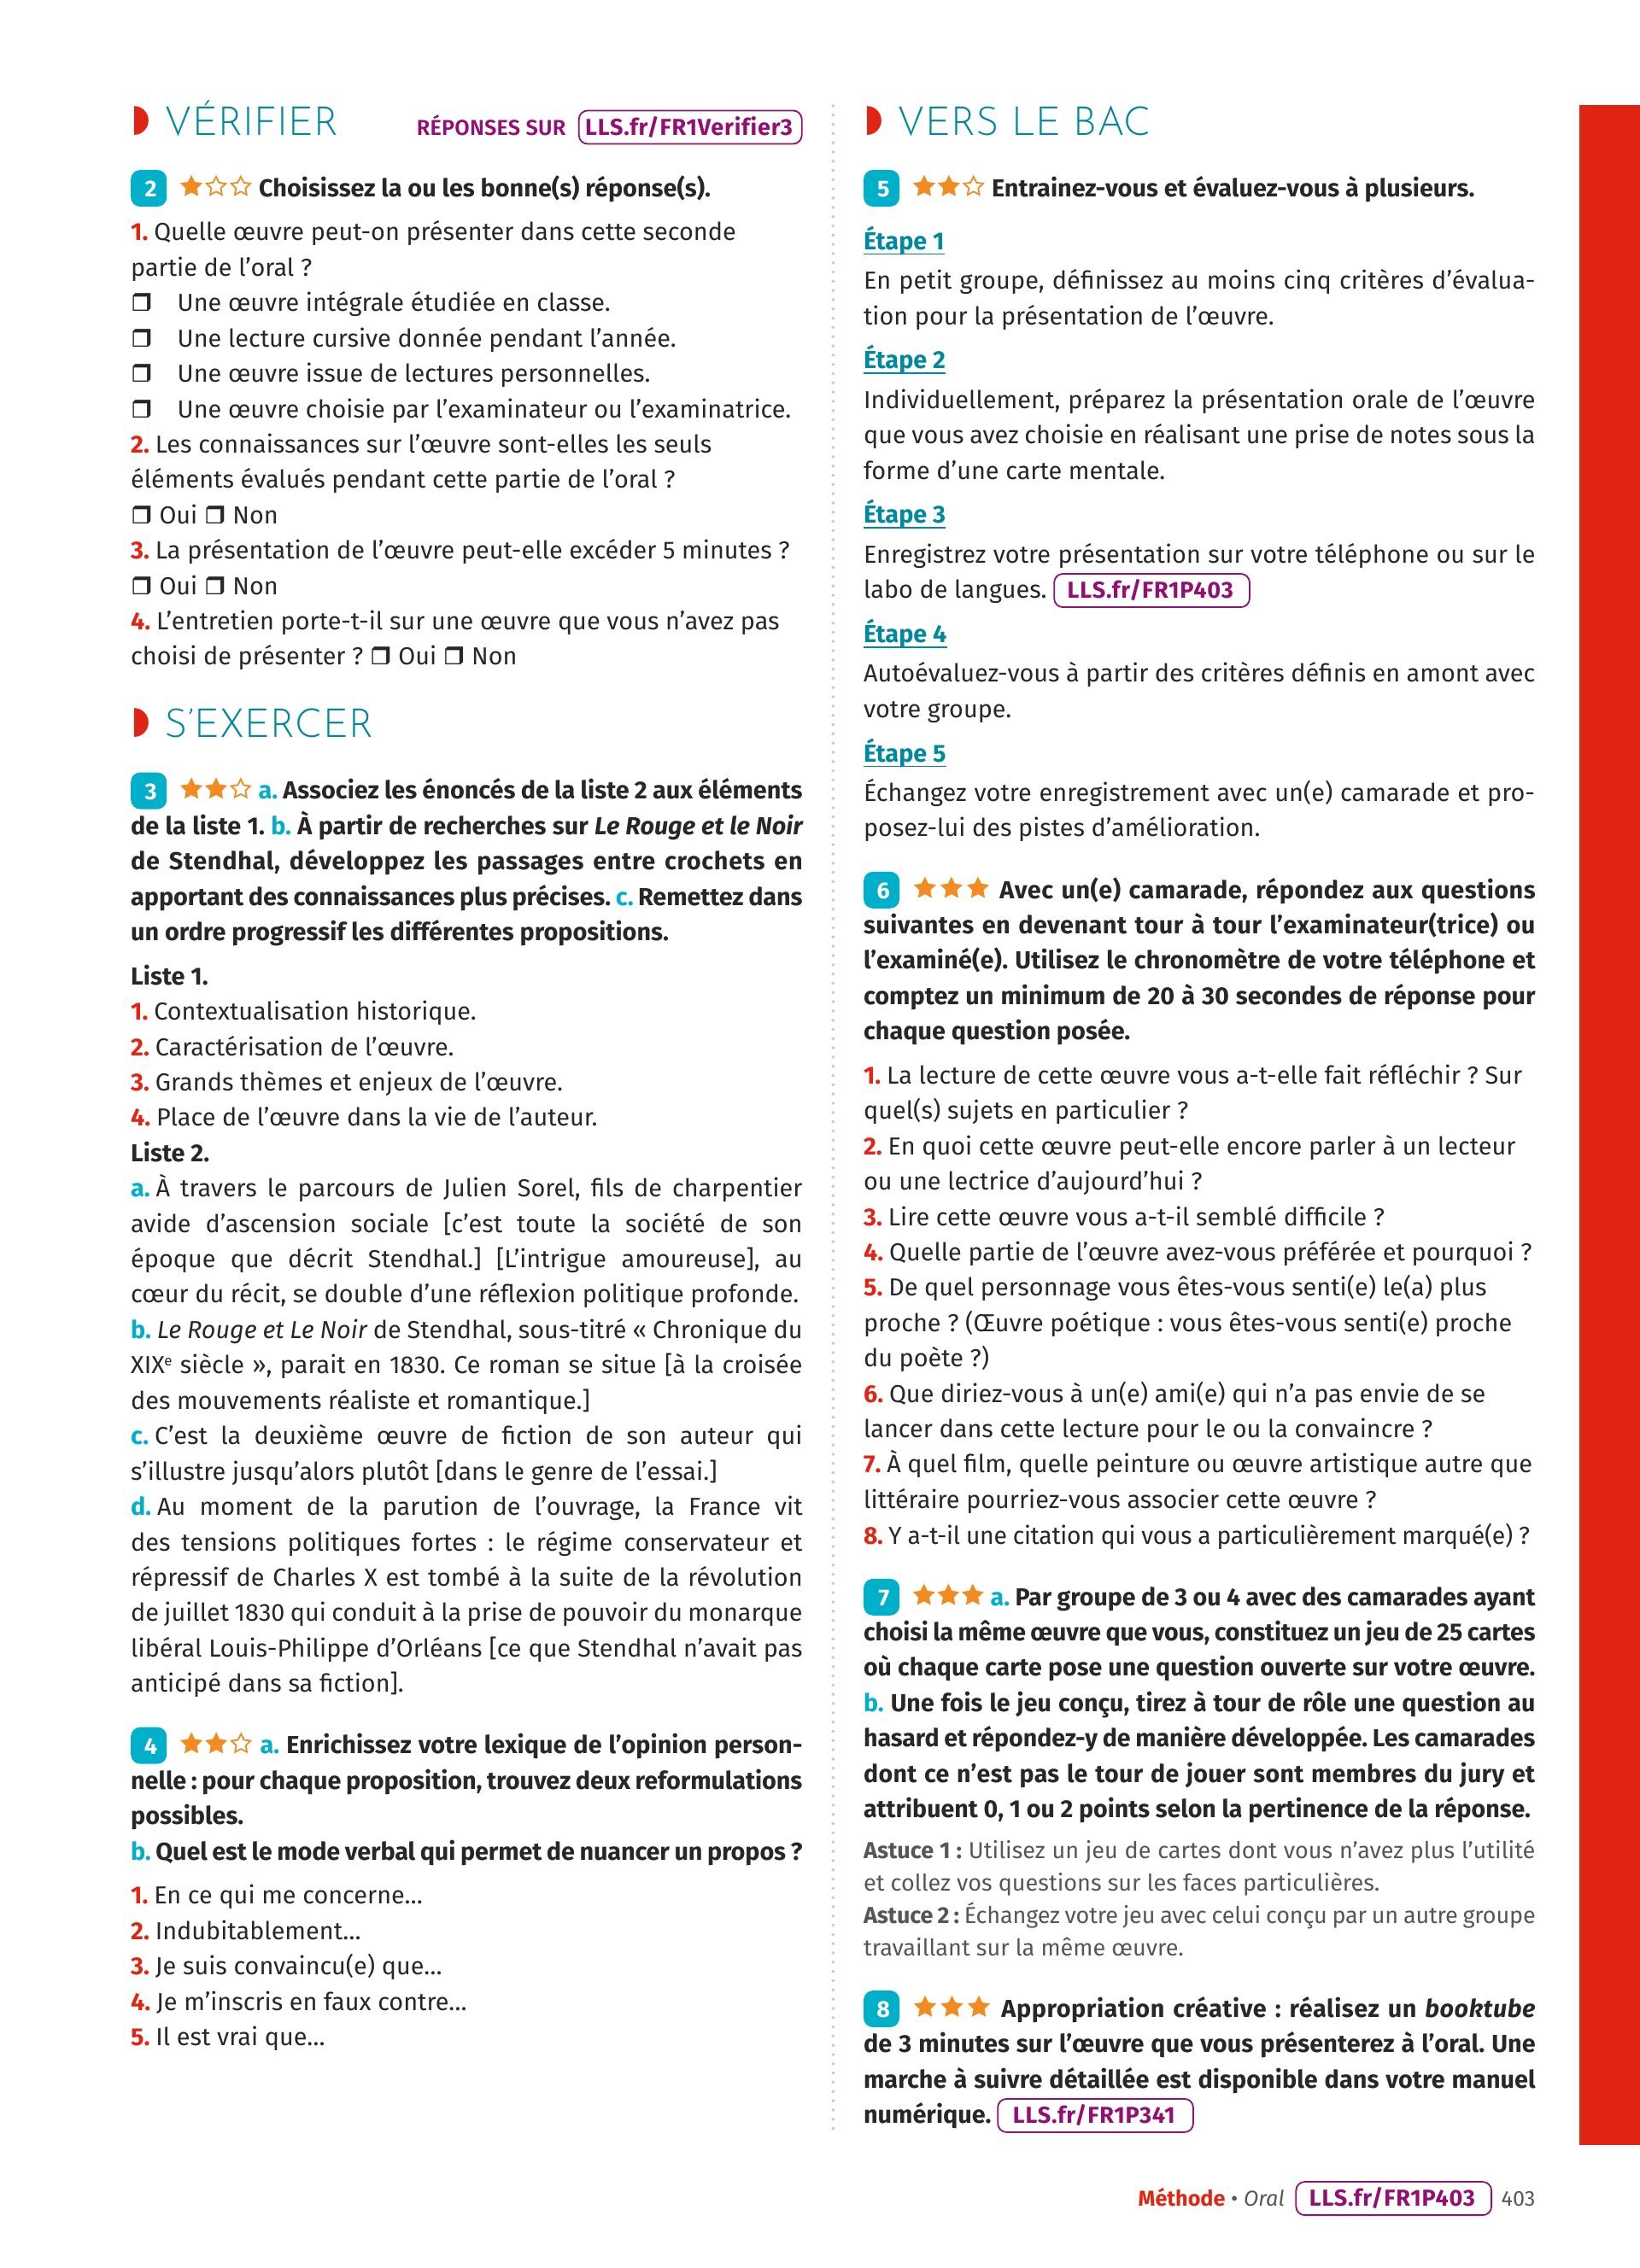 VÉRIFIER
RÉPONSES SUR LLS.fr/FR1Verifier3
2 ★☆☆ Choisissez la ou les bonne(s) réponse(s).
1. Quelle œuvre peut-on présenter dans cette seconde
partie de l’oral ?
❐ Une œuvre intégrale étudiée en classe.
❐ Une lecture cursive donnée pendant l’année.
❐ Une œuvre issue de lectures personnelles.
❐ Une œuvre choisie par l’examinateur ou l’examinatrice.
2. Les connaissances sur l’œuvre sont-elles les seuls
éléments évalués pendant cette partie de l’oral ?
❐ Oui ❐ Non
3. La présentation de l’œuvre peut-elle excéder 5 minutes ?
❐ Oui ❐ Non
4. L’entretien porte-t-il sur une œuvre que vous n’avez pas
choisi de présenter ? ❐ Oui ❐ Non
S’EXERCER
3 ★★☆ a. Associez les énoncés de la liste 2 aux éléments
de la liste 1. b. À partir de recherches sur Le Rouge et le Noir
de Stendhal, développez les passages entre crochets en
apportant des connaissances plus précises. c. Remettez dans
un ordre progressif les différentes propositions.
Liste 1.
1. Contextualisation historique.
2. Caractérisation de l’œuvre.
3. Grands thèmes et enjeux de l’œuvre.
4. Place de l’œuvre dans la vie de l’auteur.
Liste 2.
a. À travers le parcours de Julien Sorel, fils de charpentier
avide d’ascension sociale [c’est toute la société de son
époque que décrit Stendhal.] [L’intrigue amoureuse], au
cœur du récit, se double d’une réflexion politique profonde.
b. Le Rouge et Le Noir de Stendhal, sous-titré « Chronique du
XIXe siècle », parait en 1830. Ce roman se situe [à la croisée
des mouvements réaliste et romantique.]
c. C’est la deuxième œuvre de fiction de son auteur qui
s’illustre jusqu’alors plutôt [dans le genre de l’essai.]
d. Au moment de la parution de l’ouvrage, la France vit
des tensions politiques fortes : le régime conservateur et
répressif de Charles X est tombé à la suite de la révolution
de juillet 1830 qui conduit à la prise de pouvoir du monarque
libéral Louis-Philippe d’Orléans [ce que Stendhal n’avait pas
anticipé dans sa fiction].
4 ★★☆ a. Enrichissez votre lexique de l’opinion person-
nelle : pour chaque proposition, trouvez deux reformulations
possibles.
b. Quel est le mode verbal qui permet de nuancer un propos ?
1. En ce qui me concerne...
2. Indubitablement...
3. Je suis convaincu(e) que...
4. Je m’inscris en faux contre...
5. Il est vrai que...
VERS LE BAC
5 ★★☆ Entrainez-vous et évaluez-vous à plusieurs.
Étape 1
En petit groupe, définissez au moins cinq critères d’évalua-
tion pour la présentation de l’œuvre.
Étape 2
Individuellement, préparez la présentation orale de l’œuvre
que vous avez choisie en réalisant une prise de notes sous la
forme d’une carte mentale.
Étape 3
Enregistrez votre présentation sur votre téléphone ou sur le
labo de langues. LLS.fr/FR1P403
Étape 4
Autoévaluez-vous à partir des critères définis en amont avec
votre groupe.
Étape 5
Échangez votre enregistrement avec un(e) camarade et pro-
posez-lui des pistes d’amélioration.
6 ★★★ Avec un(e) camarade, répondez aux questions
suivantes en devenant tour à tour l’examinateur(trice) ou
l’examiné(e). Utilisez le chronomètre de votre téléphone et
comptez un minimum de 20 à 30 secondes de réponse pour
chaque question posée.
1. La lecture de cette œuvre vous a-t-elle fait réfléchir ? Sur
quel(s) sujets en particulier ?
2. En quoi cette œuvre peut-elle encore parler à un lecteur
ou une lectrice d’aujourd’hui ?
3. Lire cette œuvre vous a-t-il semblé difficile ?
4. Quelle partie de l’œuvre avez-vous préférée et pourquoi ?
5. De quel personnage vous êtes-vous senti(e) le(a) plus
proche ? (Œuvre poétique : vous êtes-vous senti(e) proche
du poète ?)
6. Que diriez-vous à un(e) ami(e) qui n’a pas envie de se
lancer dans cette lecture pour le ou la convaincre ?
7. À quel film, quelle peinture ou œuvre artistique autre que
littéraire pourriez-vous associer cette œuvre ?
8. Y a-t-il une citation qui vous a particulièrement marqué(e) ?
7 ★★★ a. Par groupe de 3 ou 4 avec des camarades ayant
choisi la même œuvre que vous, constituez un jeu de 25 cartes
où chaque carte pose une question ouverte sur votre œuvre.
b. Une fois le jeu conçu, tirez à tour de rôle une question au
hasard et répondez-y de manière développée. Les camarades
dont ce n’est pas le tour de jouer sont membres du jury et
attribuent 0, 1 ou 2 points selon la pertinence de la réponse.
Astuce 1 : Utilisez un jeu de cartes dont vous n’avez plus l’utilité
et collez vos questions sur les faces particulières.
Astuce 2 : Échangez votre jeu avec celui conçu par un autre groupe
travaillant sur la même œuvre.
8 ★★★ Appropriation créative : réalisez un booktube
de 3 minutes sur l’œuvre que vous présenterez à l’oral. Une
marche à suivre détaillée est disponible dans votre manuel
numérique. LLS.fr/FR1P341
Méthode • Oral LLS.fr/FR1P403 403